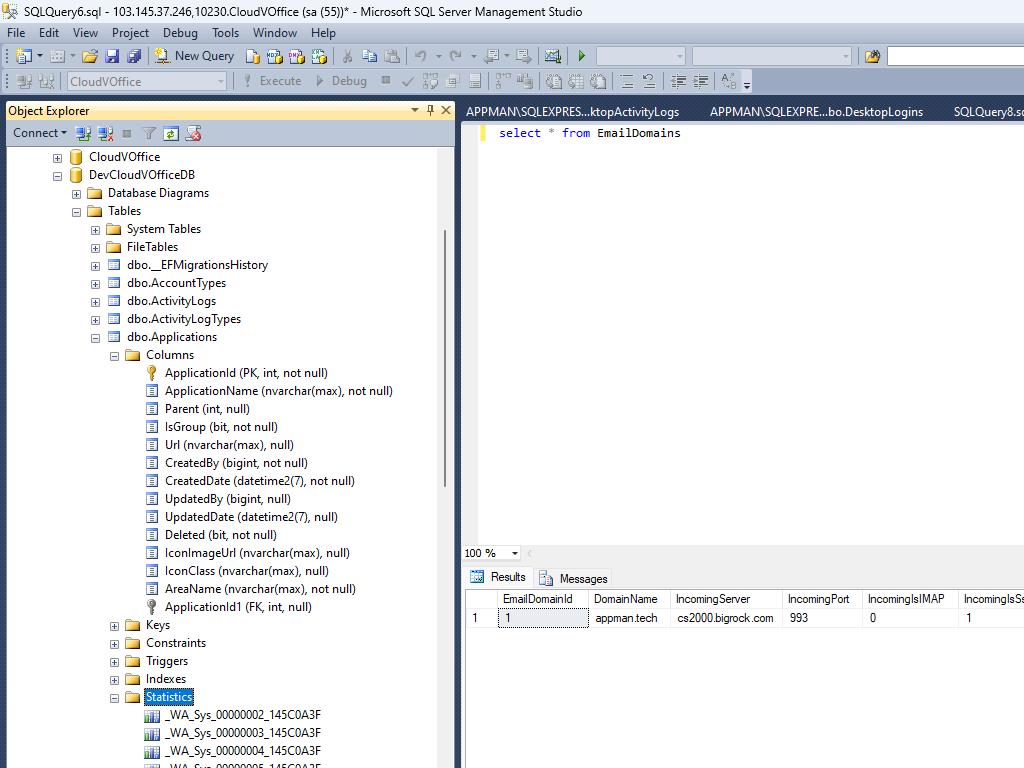 SQLQuery6.sql - 103.145.37.246,10230.CloudVOffice (sa (55))* - Microsoft SQL Server Management Studio
File Edit View Project Debug Tools Window Help
New Query
CloudVOffice Execute Debug
Object Explorer
APPMAN\SQLEXPRES...ktopActivityLogs APPMAN\SQLEXPRE...bo.DesktopLogins SQLQuery8.sq
Connect
select * from EmailDomains
CloudVOffice
DevCloudVOfficeDB
Database Diagrams
Tables
System Tables
FileTables
dbo.__EFMigrationsHistory
dbo.AccountTypes
dbo.ActivityLogs
dbo.ActivityLogTypes
dbo.Applications
Columns
ApplicationId (PK, int, not null)
ApplicationName (nvarchar(max), not null)
Parent (int, null)
IsGroup (bit, not null)
Url (nvarchar(max), null)
CreatedBy (bigint, not null)
CreatedDate (datetime2(7), not null)
UpdatedBy (bigint, null)
UpdatedDate (datetime2(7), null)
Deleted (bit, not null)
IconImageUrl (nvarchar(max), null)
IconClass (nvarchar(max), null)
AreaName (nvarchar(max), not null)
ApplicationId1 (FK, int, null)
Keys
Constraints
Triggers
Indexes
Statistics
_WA_Sys_00000002_145C0A3F
_WA_Sys_00000003_145C0A3F
_WA_Sys_00000004_145C0A3F
_WA_Sys_00000005_145C0A3F
100 %
Results Messages
EmailDomainId DomainName IncomingServer IncomingPort IncomingIsIMAP IncomingIsSs
1 1 appman.tech cs2000.bigrock.com 993 0 1